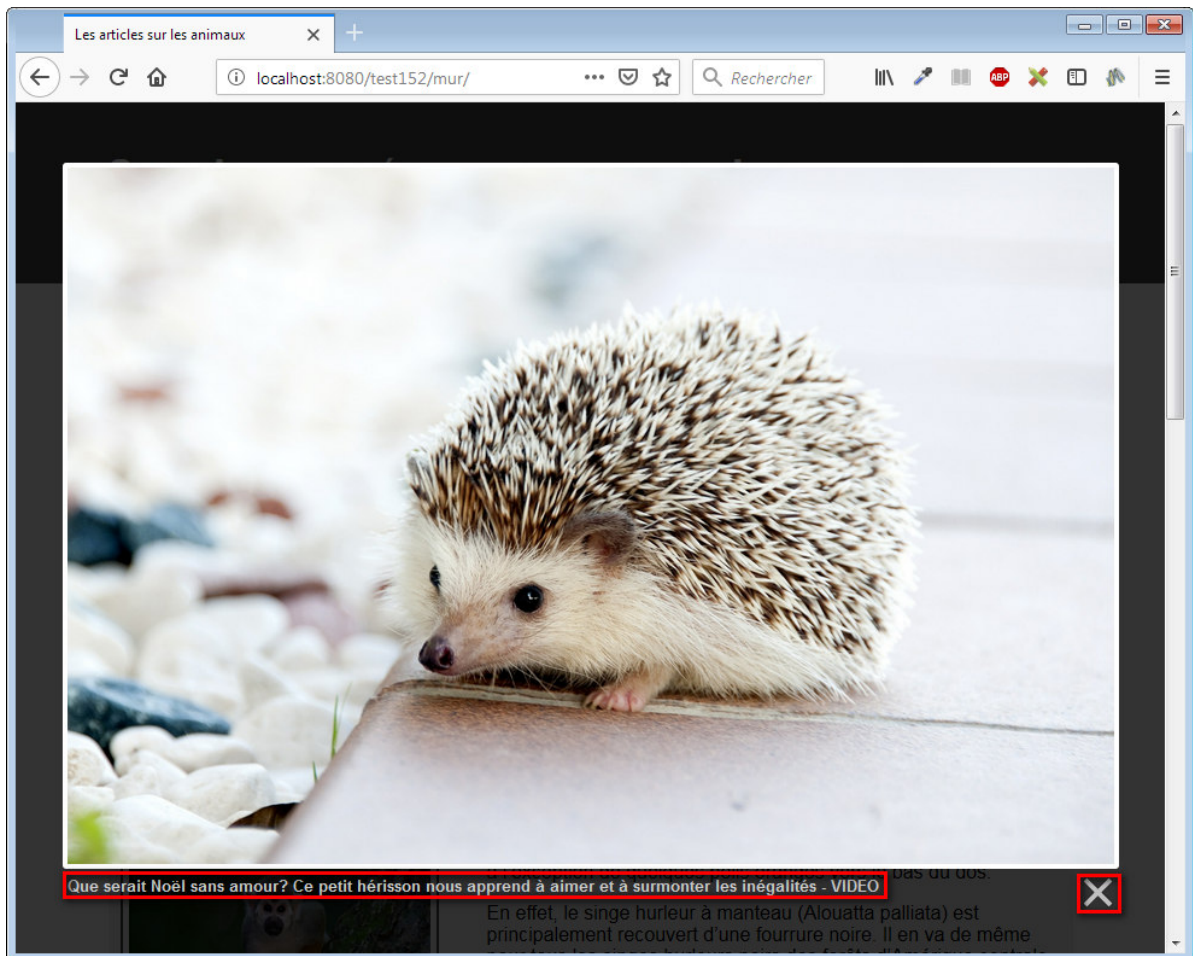 Les articles sur les animaux
localhost:8080/test152/mur/
Rechercher
ABP
Que serait Noël sans amour? Ce petit hérisson nous apprend à aimer et à surmonter les inégalités - VIDEO
bas du dos.
En effet, le singe hurleur à manteau (Alouatta palliata) est
principalement recouvert d'une fourrure noire. Il en va de même